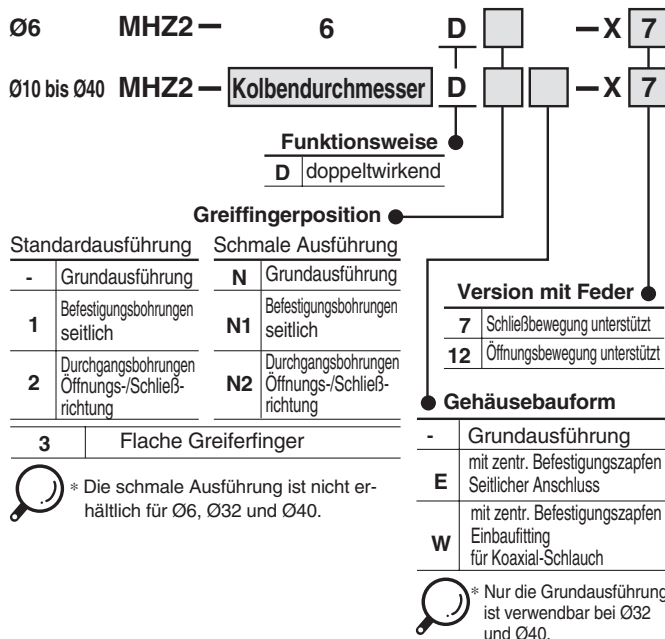 Ø6 MHZ2 – 6 D – X 7
Ø10 bis Ø40 MHZ2 – Kolbendurchmesser D – X 7
Funktionsweise
D doppeltwirkend
Greiffingerposition
Standardausführung
- Grundausführung
1 Befestigungsbohrungen
seitlich
2 Durchgangsbohrungen
Öffnungs-/Schließ-
richtung
Schmale Ausführung
N Grundausführung
N1 Befestigungsbohrungen
seitlich
N2 Durchgangsbohrungen
Öffnungs-/Schließ-
richtung
3 Flache Greiferfinger
* Die schmale Ausführung ist nicht er-
hältlich für Ø6, Ø32 und Ø40.
Version mit Feder
7 Schließbewegung unterstützt
12 Öffnungsbewegung unterstützt
Gehäusebauform
- Grundausführung
E mit zentr. Befestigungszapfen
Seitlicher Anschluss
W mit zentr. Befestigungszapfen
Einbaufitting
für Koaxial-Schlauch
* Nur die Grundausführung
ist verwendbar bei Ø32
und Ø40.